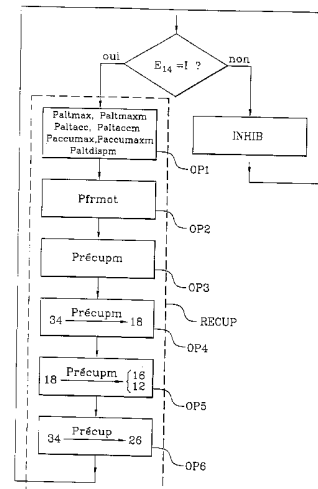 oui
E14 =I ?
non
Paltmax, Paltmaxm
Paltacc, Paltaccm
Paccumax,Paccumaxm
Paltdispm
OP1
INHIB
Pfrmot
OP2
Précupm
OP3
RECUP
Précupm
34 → 18
OP4
Précupm
18 → { 16
12
OP5
Précup
34 → 26
OP6